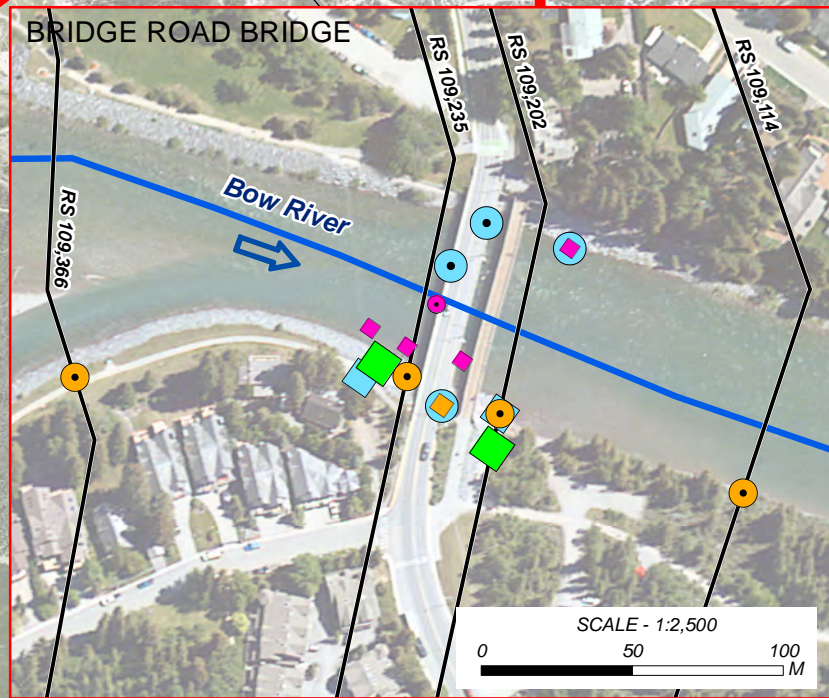 BRIDGE ROAD BRIDGE
RS 109,235
RS 109,202
RS 109,114
RS 109,366
Bow River
SCALE - 1:2,500
0 50 100
M